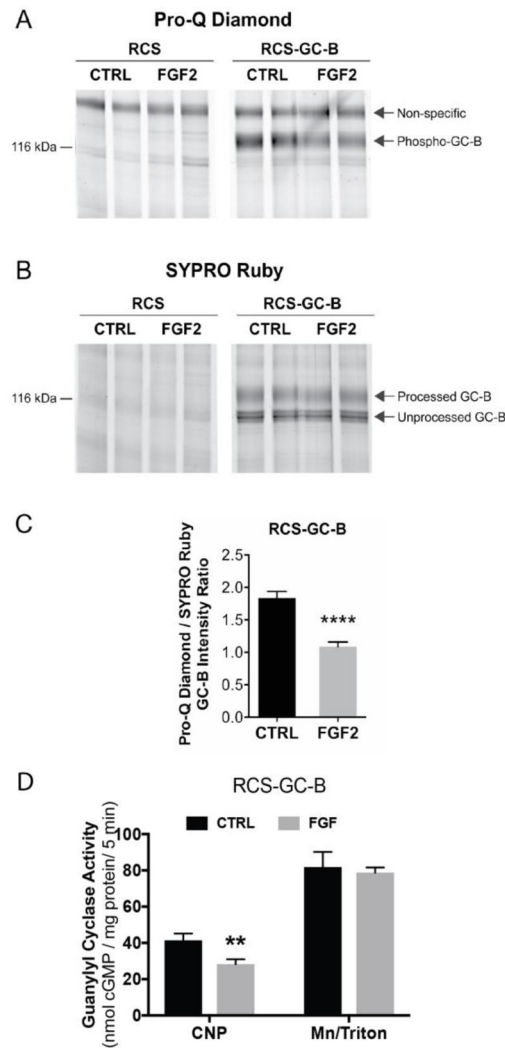 A
Pro-Q Diamond
RCS RCS-GC-B
CTRL FGF2 CTRL FGF2
Non-specific
116 kDa Phospho-GC-B
B
SYPRO Ruby
RCS RCS-GC-B
CTRL FGF2 CTRL FGF2
116 kDa Processed GC-B
Unprocessed GC-B
C
RCS-GC-B
Pro-Q Diamond / SYPRO Ruby
GC-B Intensity Ratio
2.5
2.0
1.5
1.0
0.5
0.0
****
CTRL FGF2
D
RCS-GC-B
CTRL FGF
Guanylyl Cyclase Activity
(nmol cGMP / mg protein/ 5 min)
100
80
60
40
20
0
**
CNP Mn/Triton